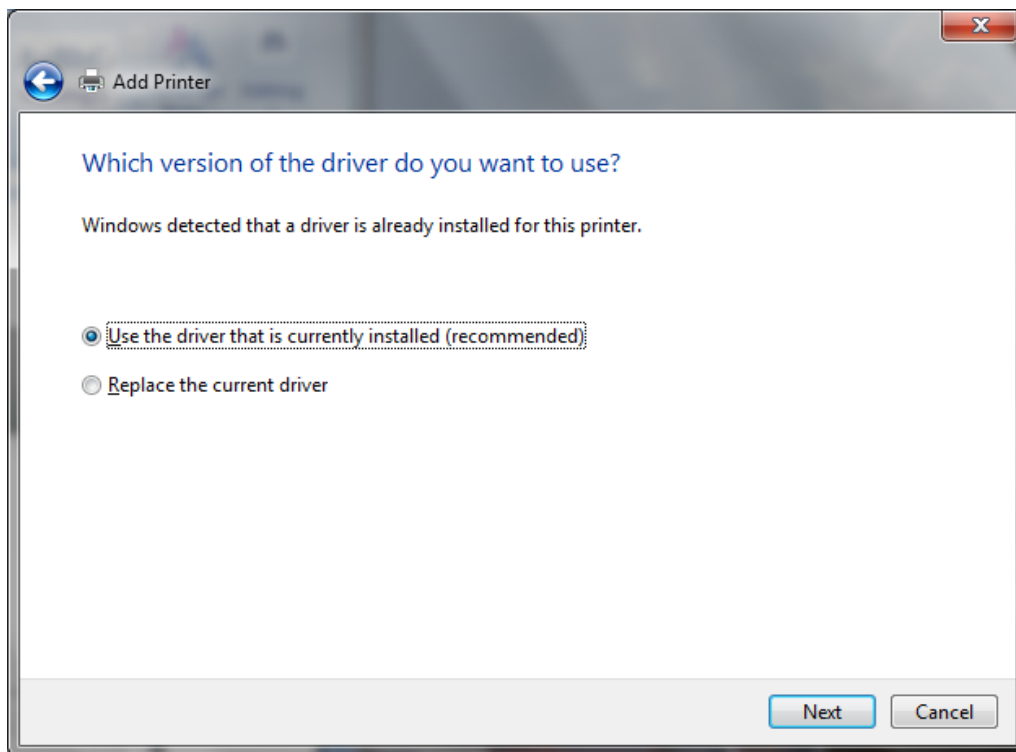 Add Printer
Which version of the driver do you want to use?
Windows detected that a driver is already installed for this printer.
Use the driver that is currently installed (recommended)
Replace the current driver
Next
Cancel